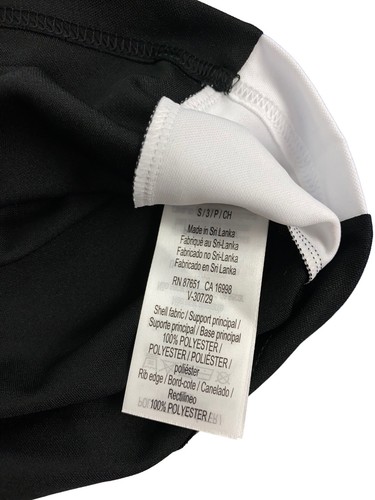 S / 3 / P / CH
Made in Sri Lanka
Fabriqué au Sri-Lanka
Fabricado no Sri Lanka
Fabricado en Sri Lanka
RN 87651 CA 16998
V-307/29
Shell fabric / Support principal /
Suporte principal / Base principal
100% POLYESTER /
POLYESTER / POLIÉSTER /
poliéster
Rib edge / Bord-cote / Canelado /
Rectilíneo
100% POLYESTER /